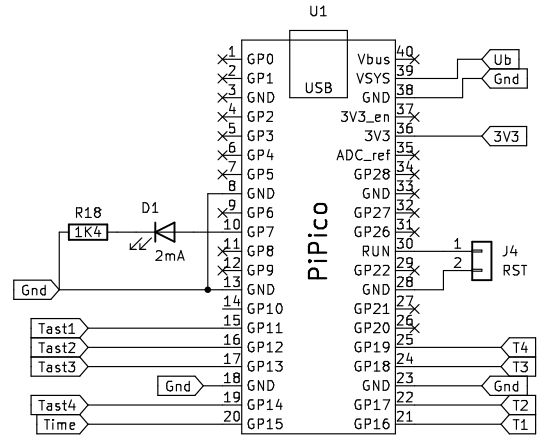 U1
USB
PiPico
1 GP0 Vbus 40
2 GP1 VSYS 39 Ub
3 GND GND 38 Gnd
4 GP2 3V3_en 37
5 GP3 3V3 36 3V3
6 GP4 ADC_ref 35
7 GP5 GP28 34
8 GND GND 33
9 GP6 GP27 32
R18 D1
1K4 10 GP7 GP26 31
2mA 11 GP8 RUN 30 1 J4
12 GP9 GP22 29 2 RST
Gnd 13 GND GND 28
14 GP10 GP21 27
15 GP11 GP20 26
Tast1
Tast2 16 GP12 GP19 25 T4
Tast3 17 GP13 GP18 24 T3
Gnd 18 GND GND 23 Gnd
Tast4 19 GP14 GP17 22 T2
Time 20 GP15 GP16 21 T1